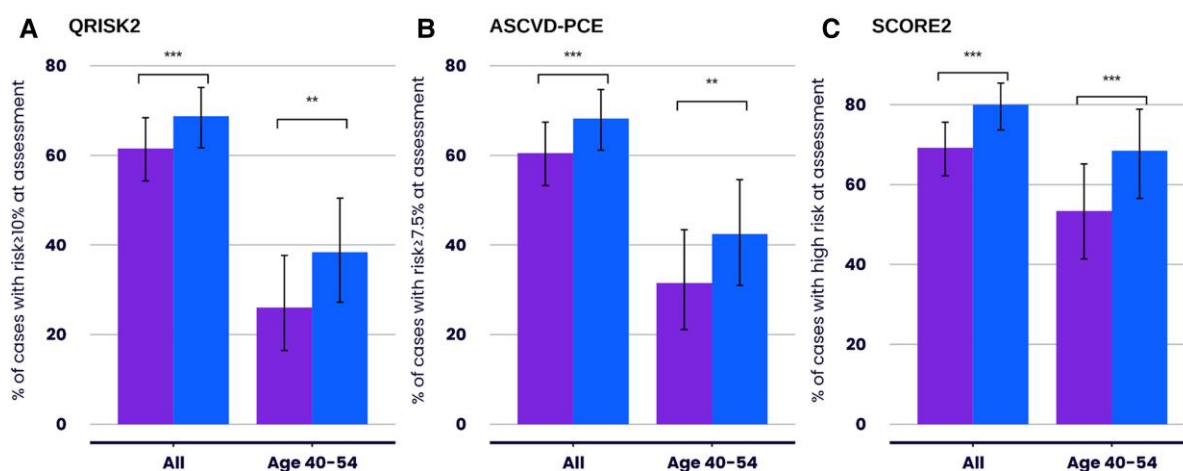 A QRISK2
% of cases with risk≥10% at assessment
80
60
40
20
0
***
**
All Age 40-54
B ASCVD-PCE
% of cases with risk≥7.5% at assessment
80
60
40
20
0
***
**
All Age 40-54
C SCORE2
% of cases with high risk at assessment
80
60
40
20
0
***
***
All Age 40-54